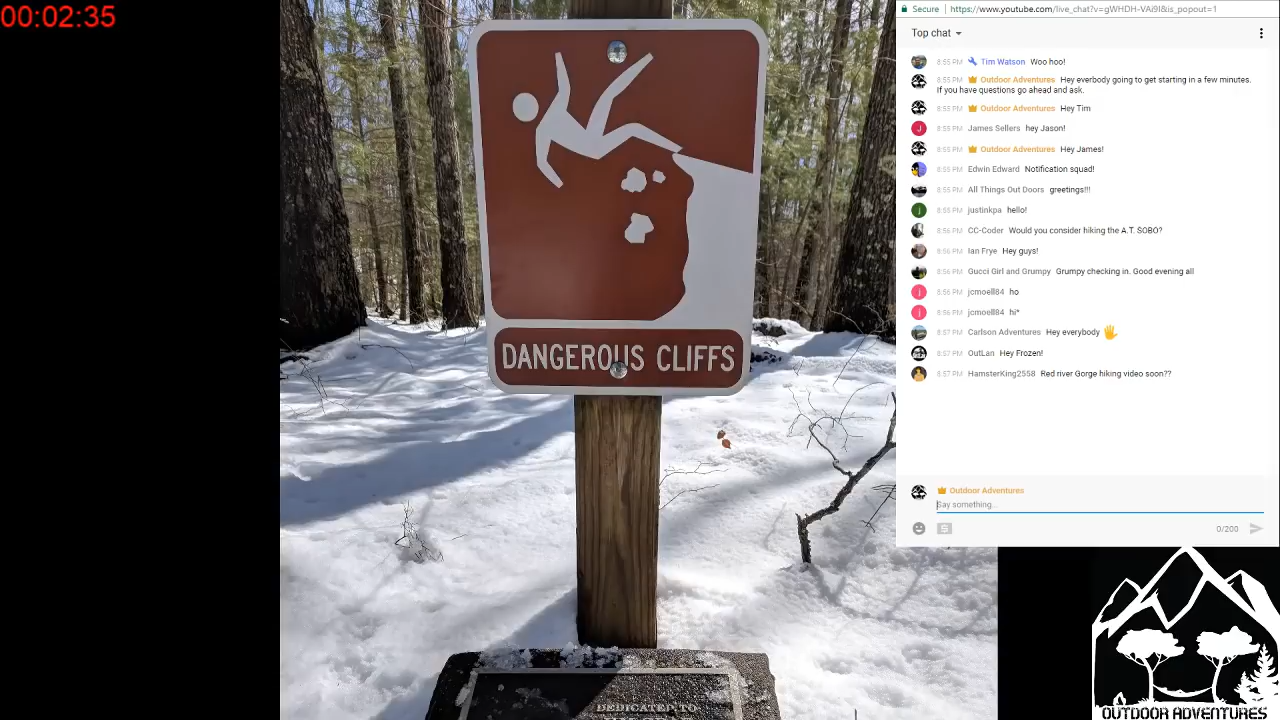 00:02:35
DANGEROUS CLIFFS
DEDICATED TO
Secure https://www.youtube.com/live_chat?v=gWHDH-VAi9I&is_popout=1
Top chat
8:55 PM Tim Watson Woo hoo!
8:55 PM Outdoor Adventures Hey everbody going to get starting in a few minutes.
If you have questions go ahead and ask.
8:55 PM Outdoor Adventures Hey Tim
J 8:55 PM James Sellers hey Jason!
8:55 PM Outdoor Adventures Hey James!
8:55 PM Edwin Edward Notification squad!
8:55 PM All Things Out Doors greetings!!!
j 8:55 PM justinkpa hello!
8:56 PM CC-Coder Would you consider hiking the A.T. SOBO?
8:56 PM Ian Frye Hey guys!
8:56 PM Gucci Girl and Grumpy Grumpy checking in. Good evening all
j 8:56 PM jcmoell84 ho
j 8:56 PM jcmoell84 hi*
8:57 PM Carlson Adventures Hey everybody 🖐
8:57 PM OutLan Hey Frozen!
8:57 PM HamsterKing2558 Red river Gorge hiking video soon??
Outdoor Adventures
Say something...
S 0/200
OUTDOOR ADVENTURES